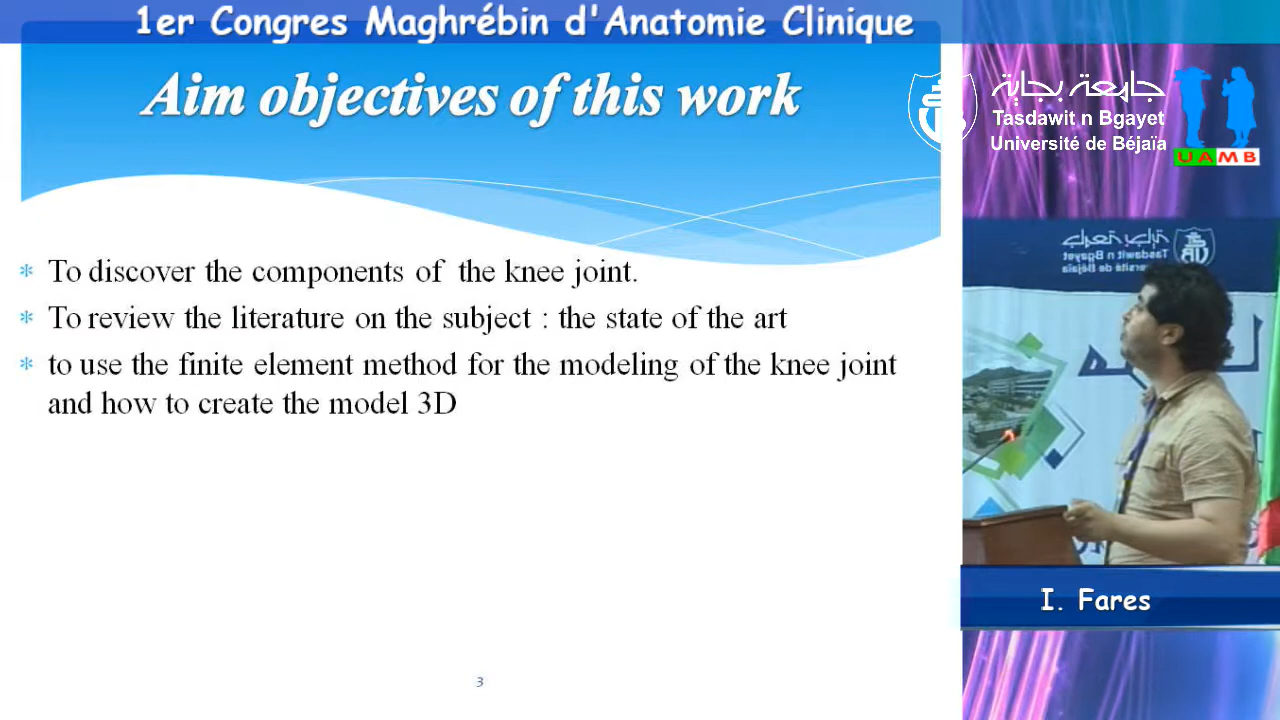 1er Congres Maghrébin d'Anatomie Clinique
Aim objectives of this work
جامعة بجاية
Tasdawit n Bgayet
Université de Béjaïa
UAMB
* To discover the components of the knee joint.
* To review the literature on the subject : the state of the art
* to use the finite element method for the modeling of the knee joint
and how to create the model 3D
Tasdawit n Bgayet
I. Fares
3